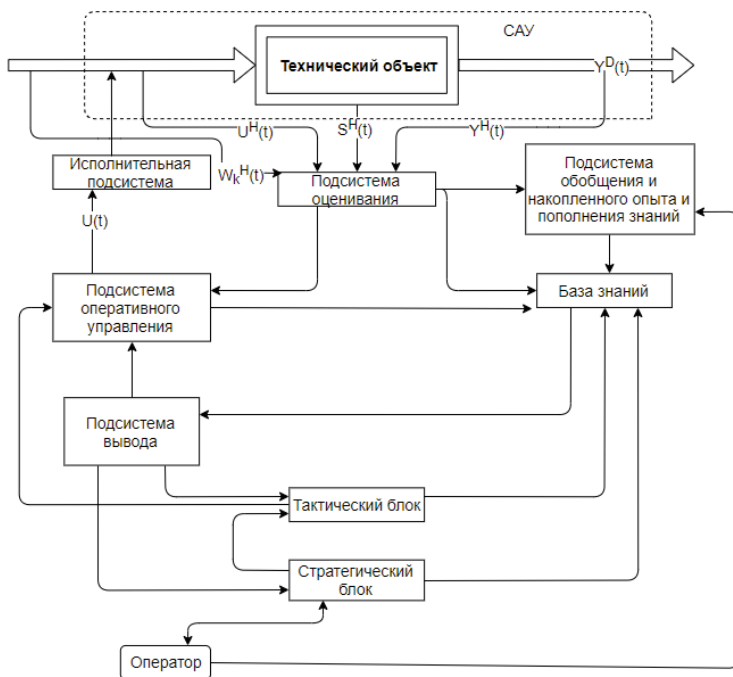 САУ
Технический объект
Y^D(t)
U^H(t)
S^H(t)
Y^H(t)
W_k^H(t)
Исполнительная
подсистема
Подсистема
оценивания
Подсистема
обобщения и
накопленного опыта и
пополнения знаний
U(t)
Подсистема
оперативного
управления
База знаний
Подсистема
вывода
Тактический блок
Стратегический
блок
Оператор